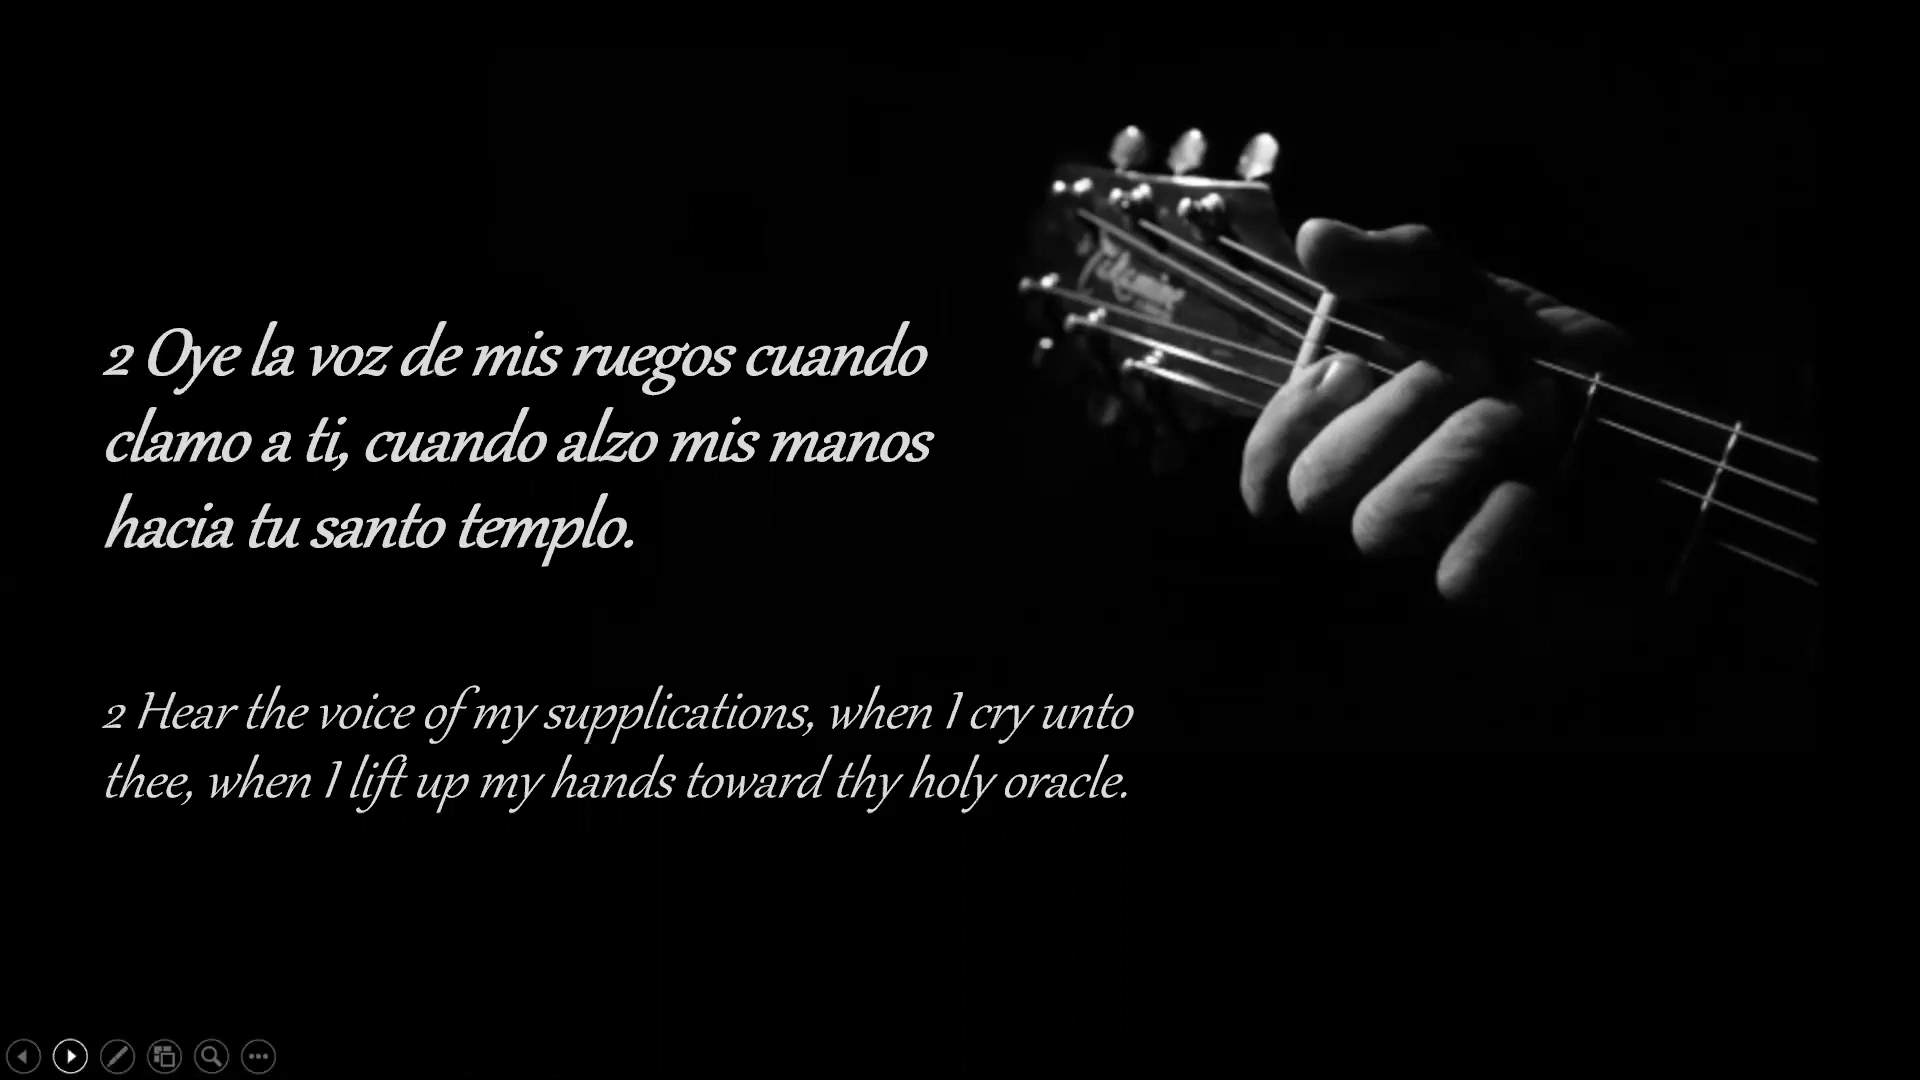 Takamine
2 Oye la voz de mis ruegos cuando
clamo a ti, cuando alzo mis manos
hacia tu santo templo.
2 Hear the voice of my supplications, when I cry unto
thee, when I lift up my hands toward thy holy oracle.